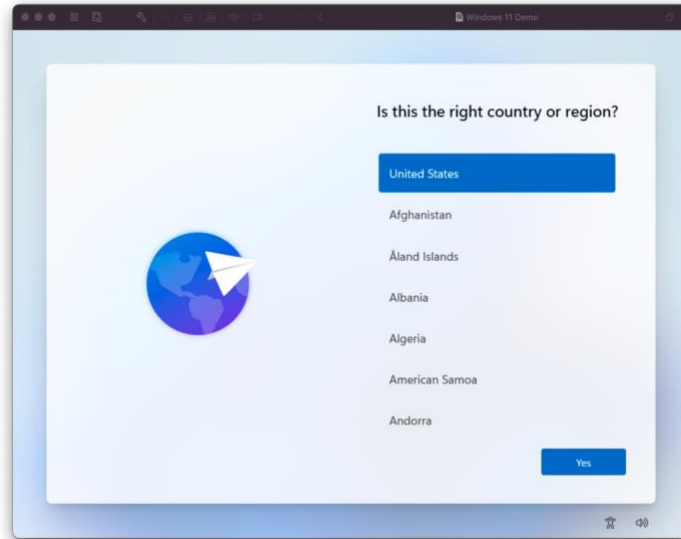 Windows 11 Demo
Is this the right country or region?
United States
Afghanistan
Åland Islands
Albania
Algeria
American Samoa
Andorra
Yes